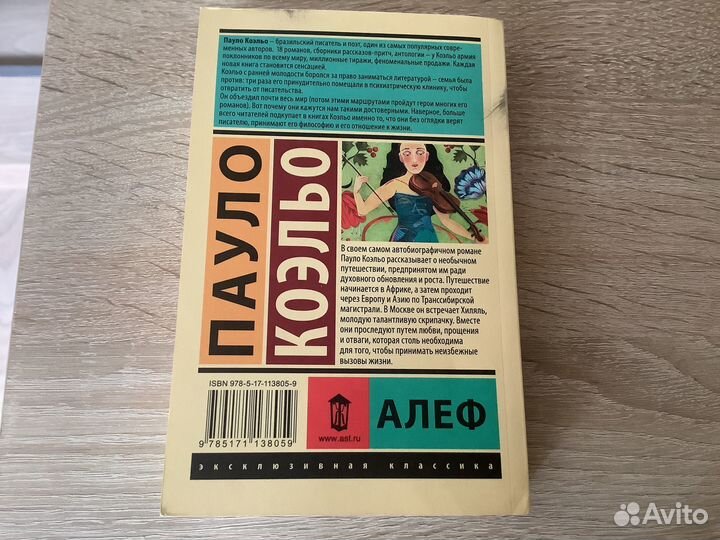 Пауло Коэльо – бразильский писатель и поэт, один из самых популярных совре-
менных авторов. 18 романов, сборники рассказов-притч, антологии – у Коэльо армия
поклонников по всему миру, миллионные тиражи, феноменальные продажи. Каждая
новая книга становится сенсацией.
Коэльо с ранней молодости боролся за право заниматься литературой – семья была
против: три раза его принудительно помещали в психиатрическую клинику, чтобы
отвратить от писательства.
Он объездил почти весь мир (потом этими маршрутами пройдут герои многих его
романов). Вот почему они кажутся нам такими достоверными. Наверное, больше
всего читателей подкупает в книгах Коэльо именно то, что они без оглядки верят
писателю, принимают его философию и его отношение к жизни.
ПАУЛО
КОЭЛЬО
В своем самом автобиографичном романе
Пауло Коэльо рассказывает о необычном
путешествии, предпринятом им ради
духовного обновления и роста. Путешествие
начинается в Африке, а затем проходит
через Европу и Азию по Транссибирской
магистрали. В Москве он встречает Хиляль,
молодую талантливую скрипачку. Вместе
они проследуют путем любви, прощения
и отваги, которая столь необходима
для того, чтобы принимать неизбежные
вызовы жизни.
ISBN 978-5-17-113805-9
9 785171 138059
www.ast.ru
АЛЕФ
эксклюзивная классика
Avito